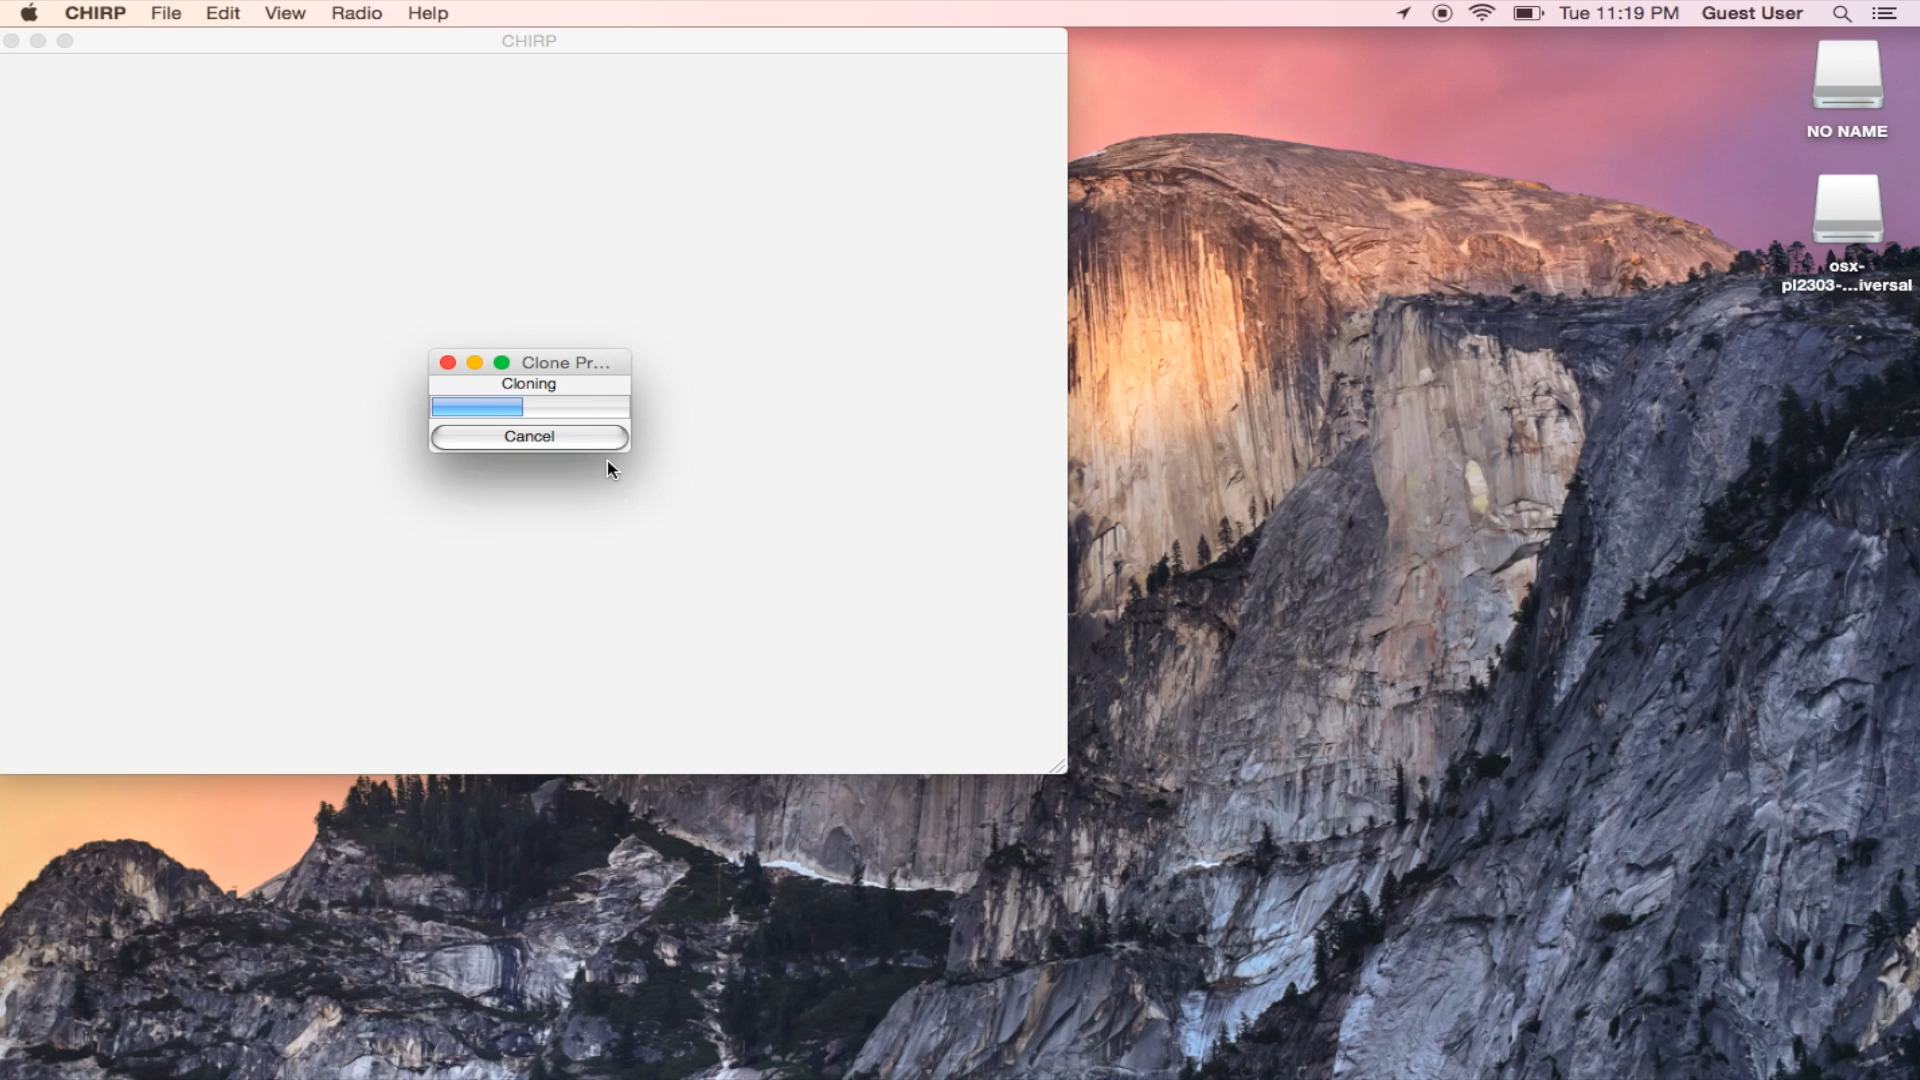 CHIRP File Edit View Radio Help Tue 11:19 PM Guest User
CHIRP
NO NAME
osx-
pl2303-...iversal
Clone Pr...
Cloning
Cancel